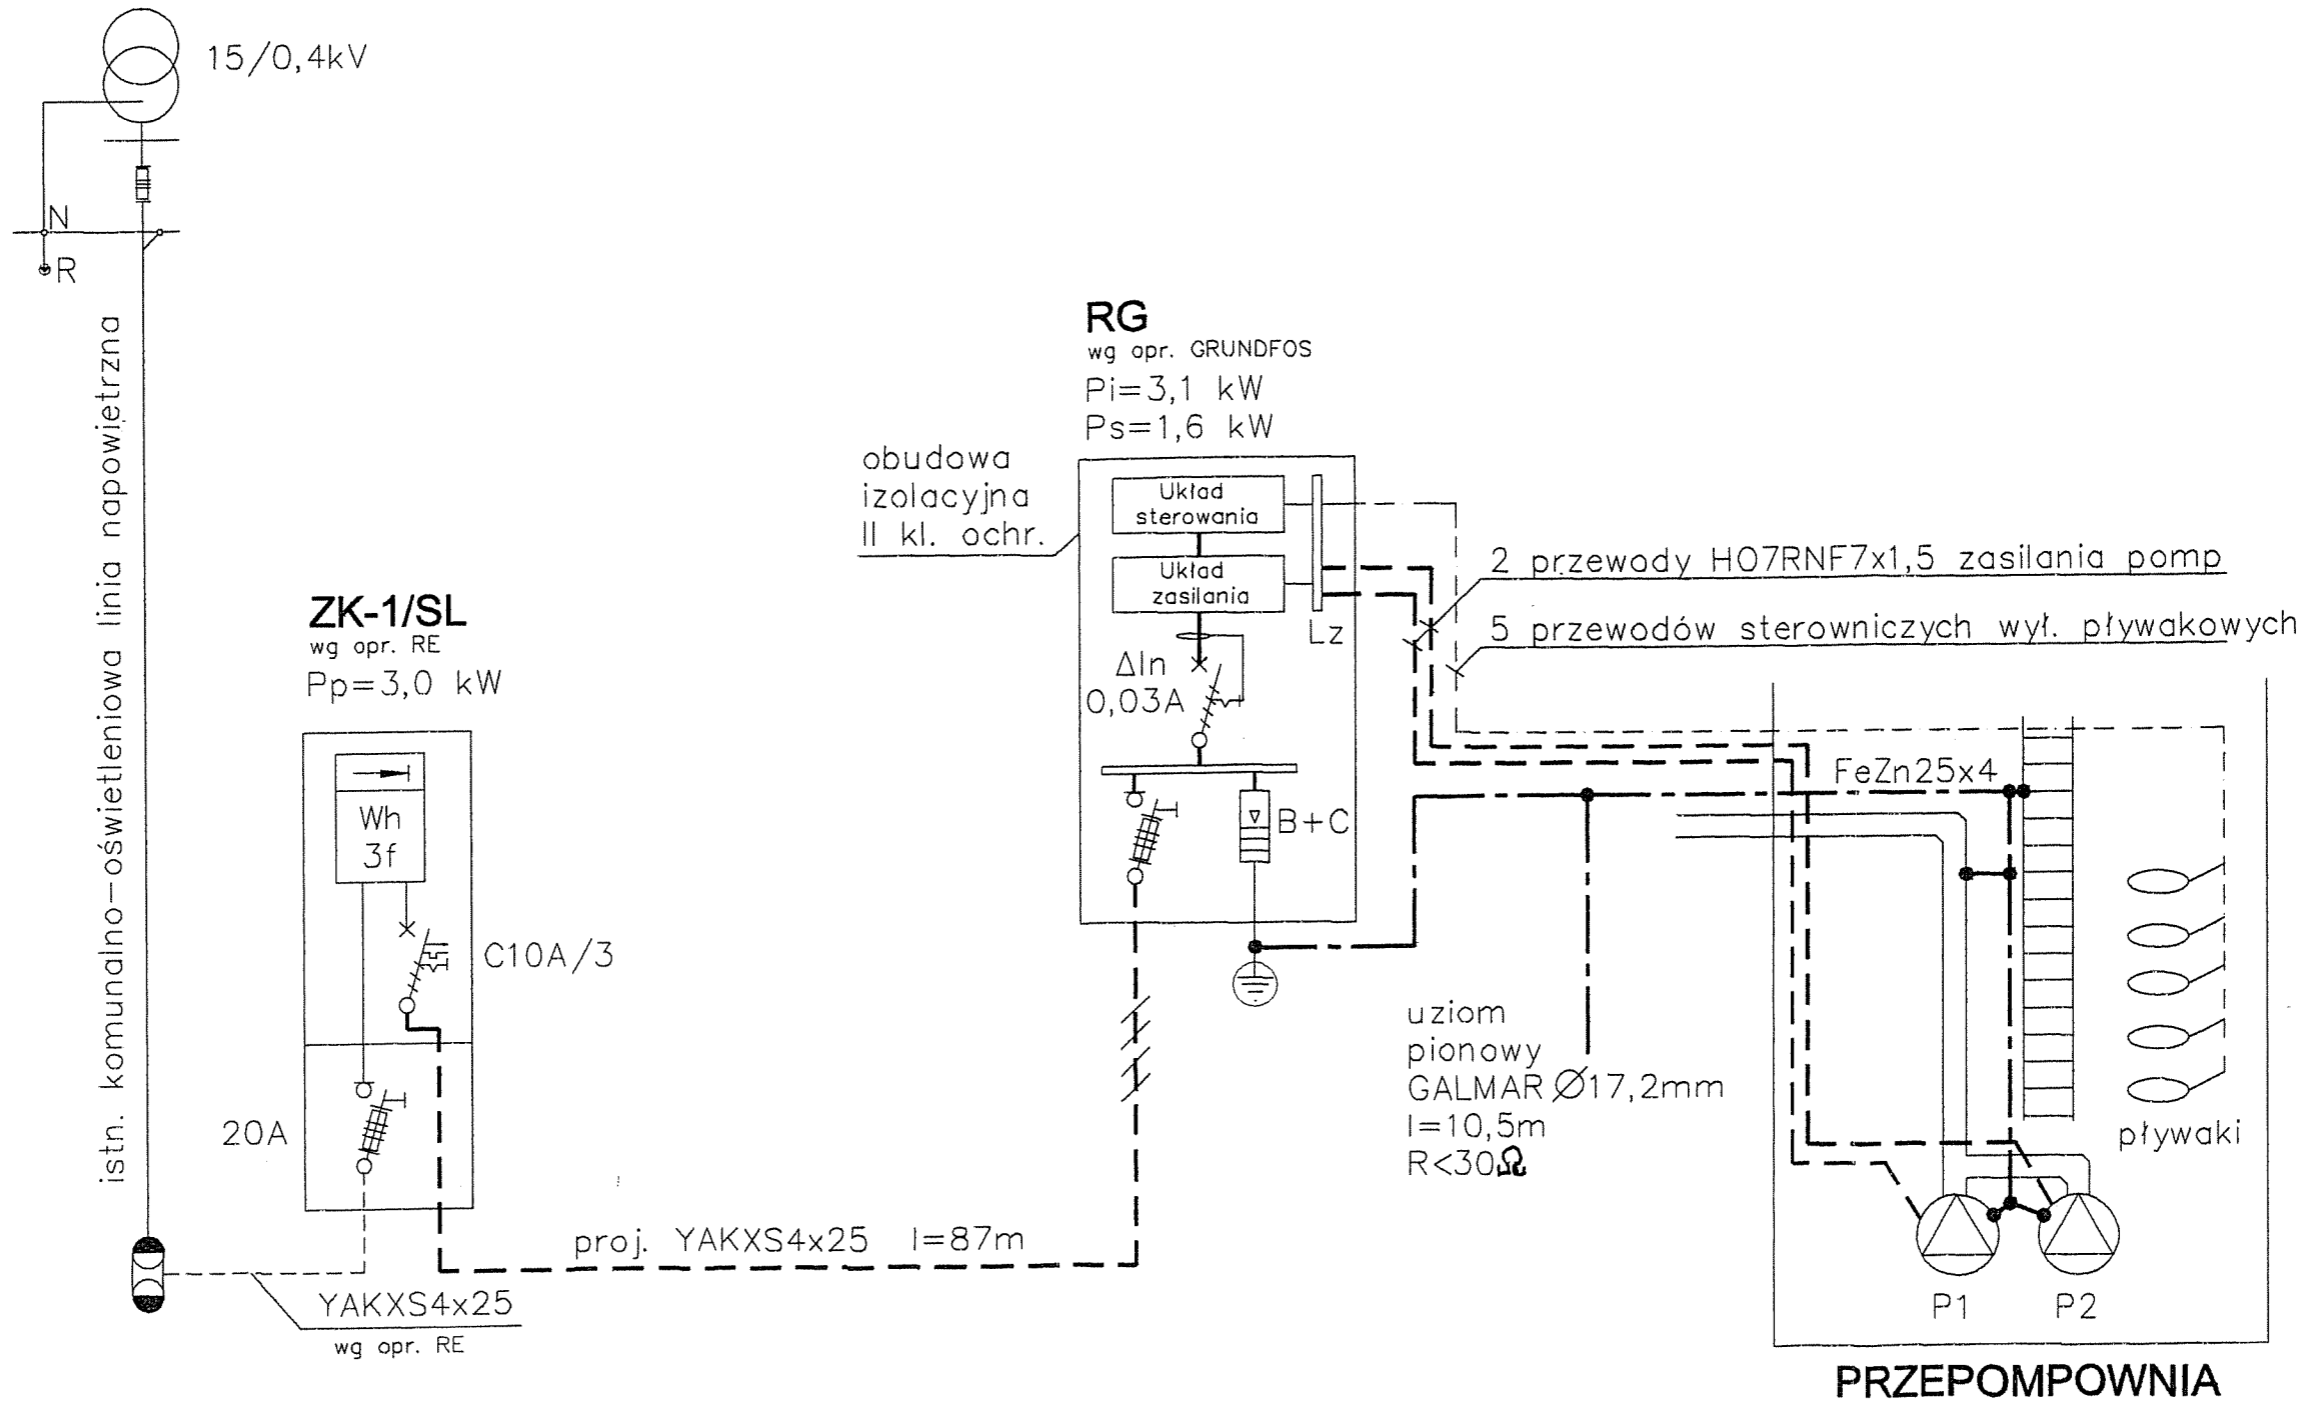 15/0,4kV
N
R
istn. komunalno-oświetleniowa linia napowietrzna
RG
wg opr. GRUNDFOS
Pi=3,1 kW
Ps=1,6 kW
obudowa
izolacyjna
II kl. ochr.
Układ
sterowania
Układ
zasilania
Lz
ΔIn
0,03A
B+C
2 przewody HO7RNF7x1,5 zasilania pomp
5 przewodów sterowniczych wył. pływakowych
ZK-1/SL
wg opr. RE
Pp=3,0 kW
Wh
3f
C10A/3
20A
proj. YAKXS4x25 l=87m
YAKXS4x25
wg opr. RE
uziom
pionowy
GALMAR Ø17,2mm
l=10,5m
R<30Ω
FeZn25x4
pływaki
P1
P2
PRZEPOMPOWNIA